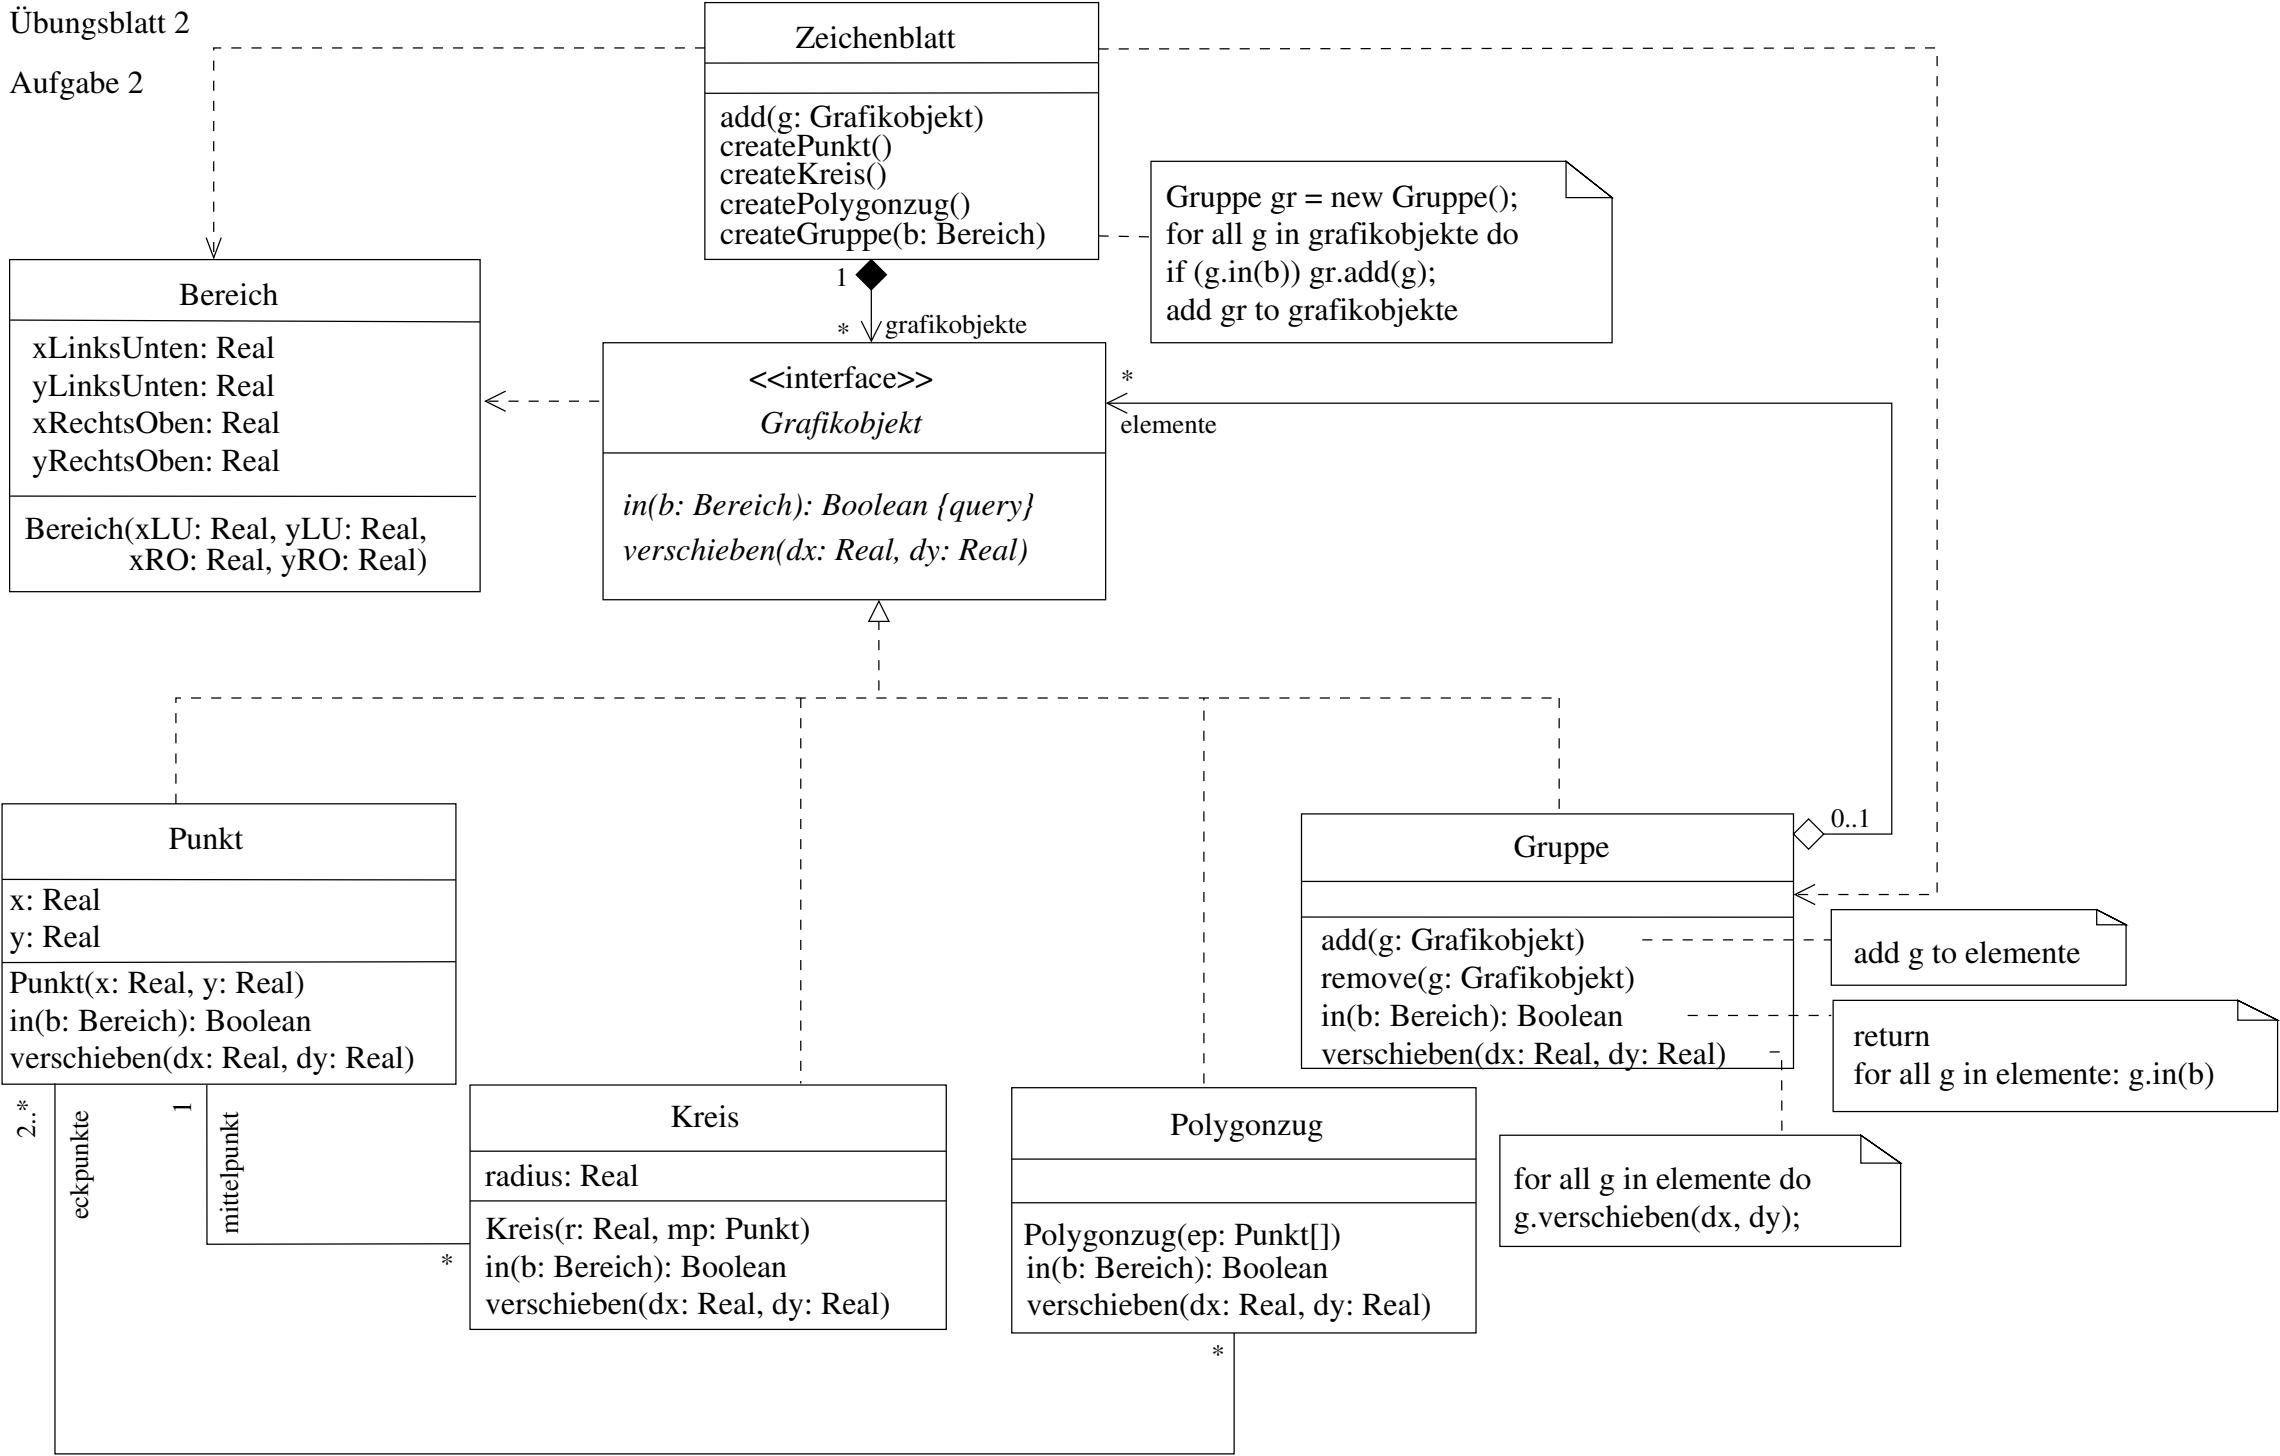 Übungsblatt 2
Aufgabe 2
Zeichenblatt
add(g: Grafikobjekt)
createPunkt()
createKreis()
createPolygonzug()
createGruppe(b: Bereich)
Gruppe gr = new Gruppe();
for all g in grafikobjekte do
if (g.in(b)) gr.add(g);
add gr to grafikobjekte
1
*
grafikobjekte
Bereich
xLinksUnten: Real
yLinksUnten: Real
xRechtsOben: Real
yRechtsOben: Real
Bereich(xLU: Real, yLU: Real,
xRO: Real, yRO: Real)
<<interface>>
Grafikobjekt
in(b: Bereich): Boolean {query}
verschieben(dx: Real, dy: Real)
*
elemente
Punkt
x: Real
y: Real
Punkt(x: Real, y: Real)
in(b: Bereich): Boolean
verschieben(dx: Real, dy: Real)
0..1
Gruppe
add(g: Grafikobjekt)
remove(g: Grafikobjekt)
in(b: Bereich): Boolean
verschieben(dx: Real, dy: Real)
add g to elemente
return
for all g in elemente: g.in(b)
for all g in elemente do
g.verschieben(dx, dy);
2..*
eckpunkte
1
mittelpunkt
*
Kreis
radius: Real
Kreis(r: Real, mp: Punkt)
in(b: Bereich): Boolean
verschieben(dx: Real, dy: Real)
Polygonzug
Polygonzug(ep: Punkt[])
in(b: Bereich): Boolean
verschieben(dx: Real, dy: Real)
*